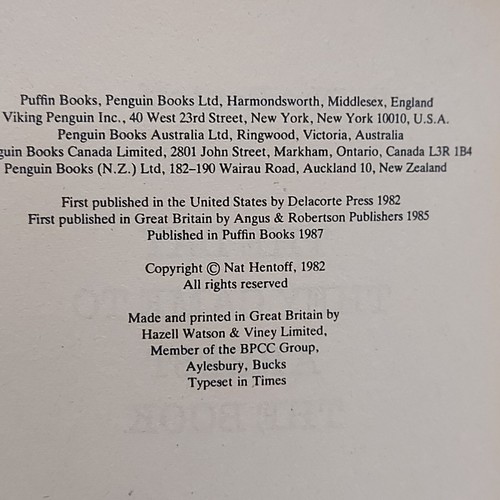 Puffin Books, Penguin Books Ltd, Harmondsworth, Middlesex, England
Viking Penguin Inc., 40 West 23rd Street, New York, New York 10010, U.S.A.
Penguin Books Australia Ltd, Ringwood, Victoria, Australia
guin Books Canada Limited, 2801 John Street, Markham, Ontario, Canada L3R 1B4
Penguin Books (N.Z.) Ltd, 182–190 Wairau Road, Auckland 10, New Zealand
First published in the United States by Delacorte Press 1982
First published in Great Britain by Angus & Robertson Publishers 1985
Published in Puffin Books 1987
Copyright © Nat Hentoff, 1982
All rights reserved
Made and printed in Great Britain by
Hazell Watson & Viney Limited,
Member of the BPCC Group,
Aylesbury, Bucks
Typeset in Times